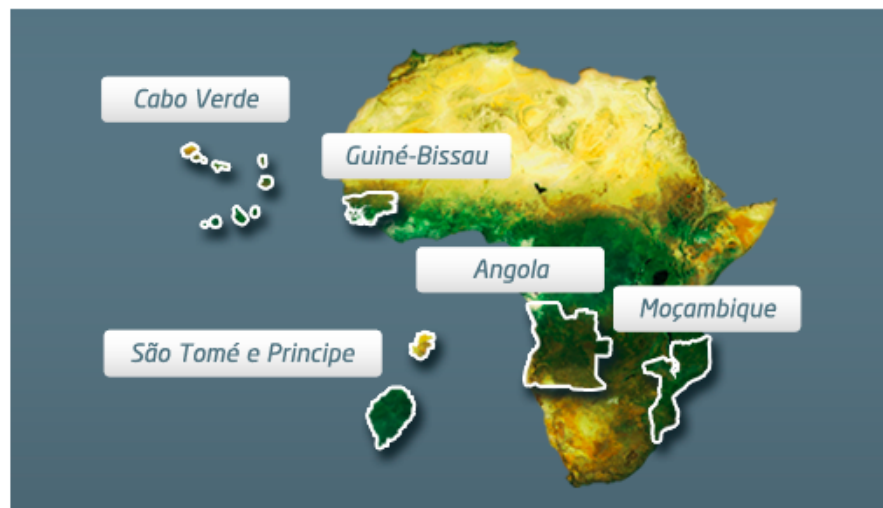 Cabo Verde
Guiné-Bissau
Angola
Moçambique
São Tomé e Principe